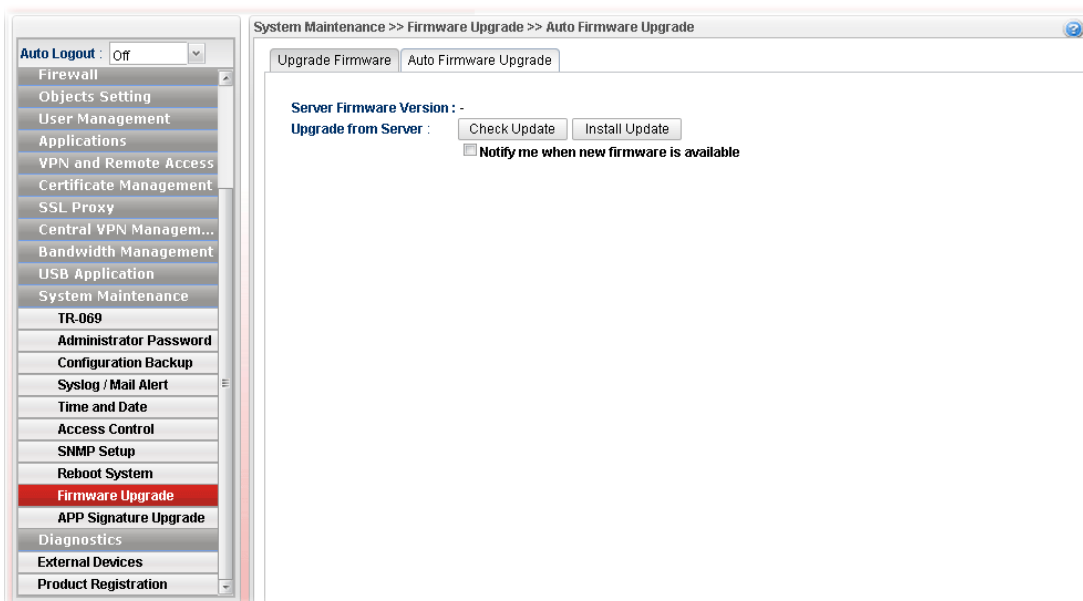 System Maintenance >> Firmware Upgrade >> Auto Firmware Upgrade
Auto Logout : Off
Firewall
Objects Setting
User Management
Applications
VPN and Remote Access
Certificate Management
SSL Proxy
Central VPN Managem...
Bandwidth Management
USB Application
System Maintenance
TR-069
Administrator Password
Configuration Backup
Syslog / Mail Alert
Time and Date
Access Control
SNMP Setup
Reboot System
Firmware Upgrade
APP Signature Upgrade
Diagnostics
External Devices
Product Registration
Upgrade Firmware Auto Firmware Upgrade
Server Firmware Version : -
Upgrade from Server : Check Update Install Update
Notify me when new firmware is available